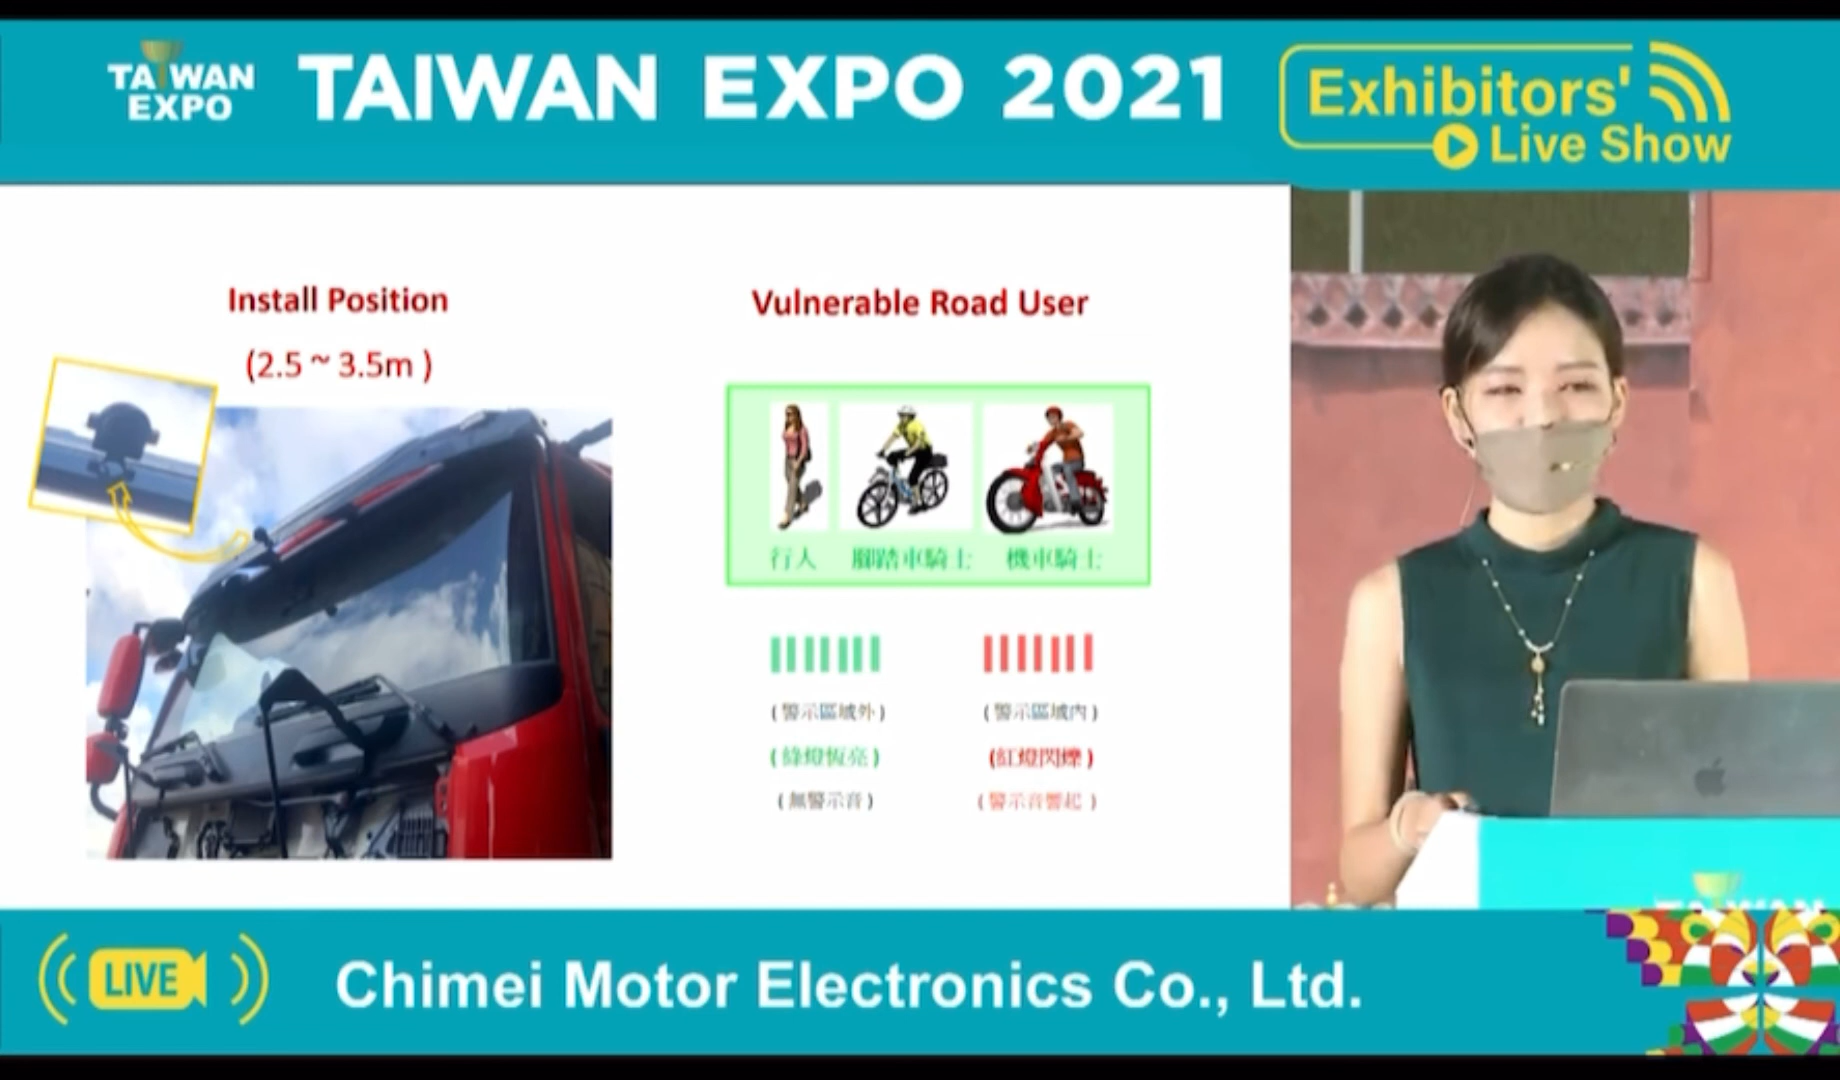 TAIWAN
EXPO
TAIWAN EXPO 2021
Exhibitors'
Live Show
Install Position
(2.5 ~ 3.5m )
Vulnerable Road User
行人 腳踏車騎士 機車騎士
(警示區域外) (警示區域內)
(綠燈恆亮) (紅燈閃爍)
(無警示音) (警示音響起)
TAIWAN
LIVE
Chimei Motor Electronics Co., Ltd.